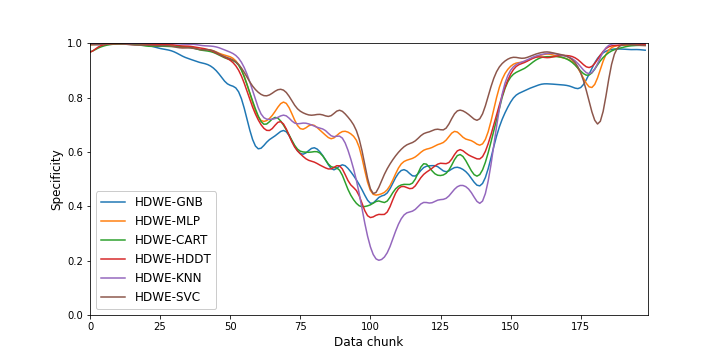 1.0
0.8
0.6
0.4
0.2
0.0
Specificity
HDWE-GNB
HDWE-MLP
HDWE-CART
HDWE-HDDT
HDWE-KNN
HDWE-SVC
0 25 50 75 100 125 150 175
Data chunk